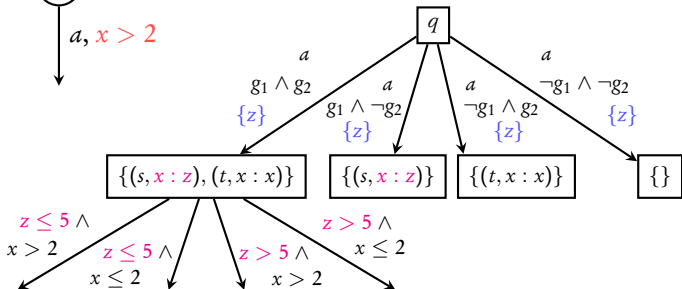 a, x > 2
q
a
g₁ ∧ g₂
{z}
a
g₁ ∧ ¬g₂
{z}
a
¬g₁ ∧ g₂
{z}
a
¬g₁ ∧ ¬g₂
{z}
{(s, x : z), (t, x : x)}
{(s, x : z)}
{(t, x : x)}
{}
z ≤ 5 ∧
x > 2
z ≤ 5 ∧
x ≤ 2
z > 5 ∧
x > 2
z > 5 ∧
x ≤ 2